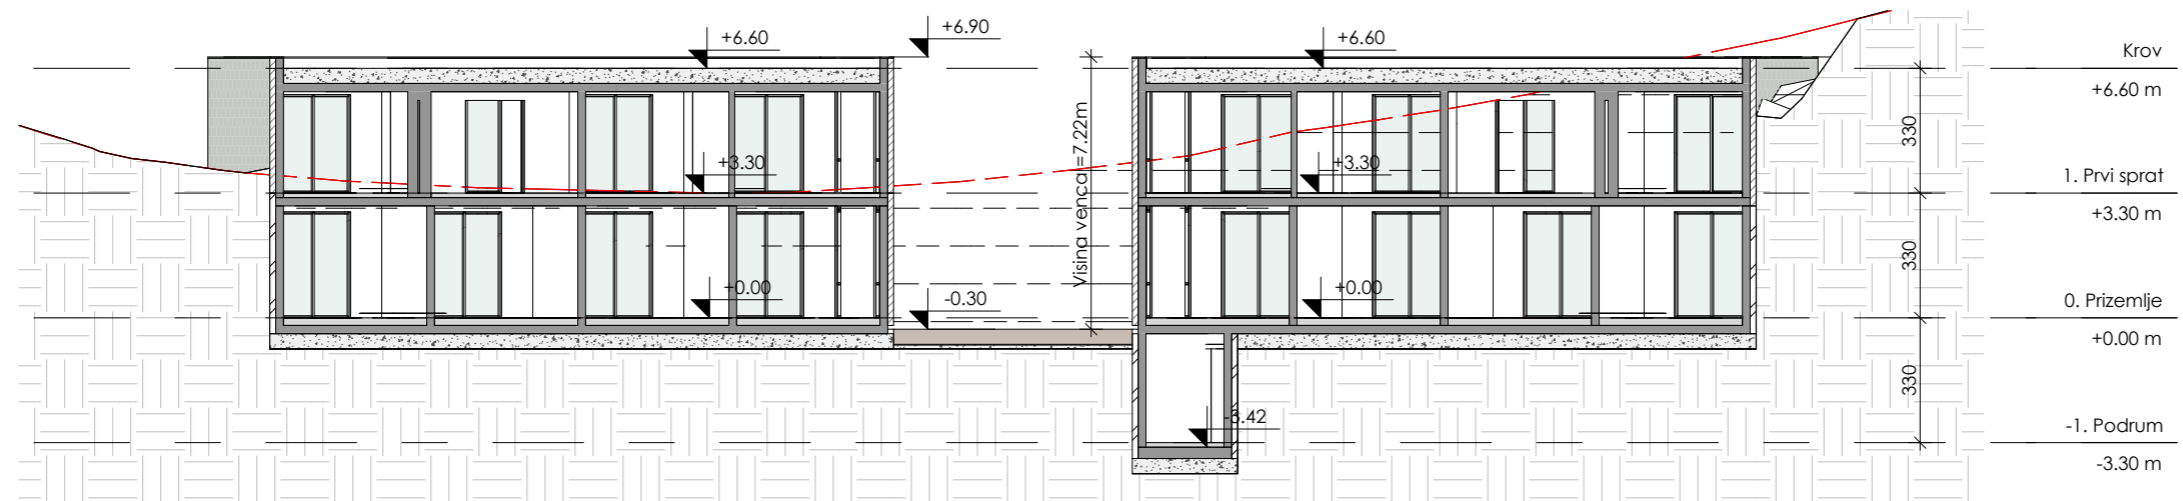 +6.60
+6.90
+6.60
Krov
+6.60 m
330
+3.30
+3.30
1. Prvi sprat
+3.30 m
Visina venca=7.22m
330
+0.00
-0.30
+0.00
0. Prizemlje
+0.00 m
330
-3.42
-1. Podrum
-3.30 m